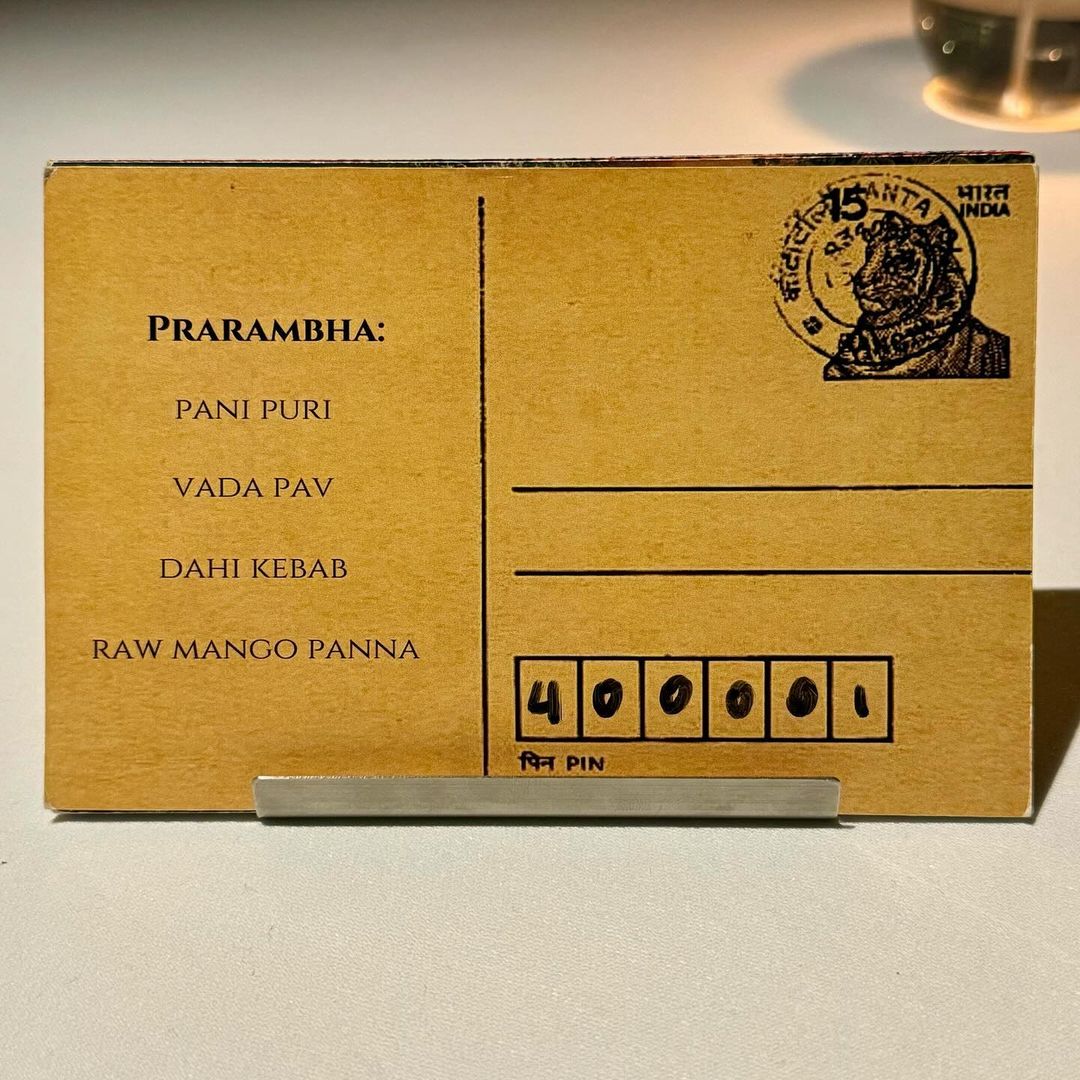 PRARAMBHA:
PANI PURI
VADA PAV
DAHI KEBAB
RAW MANGO PANNA
15
भारत
INDIA
400001
पिन PIN